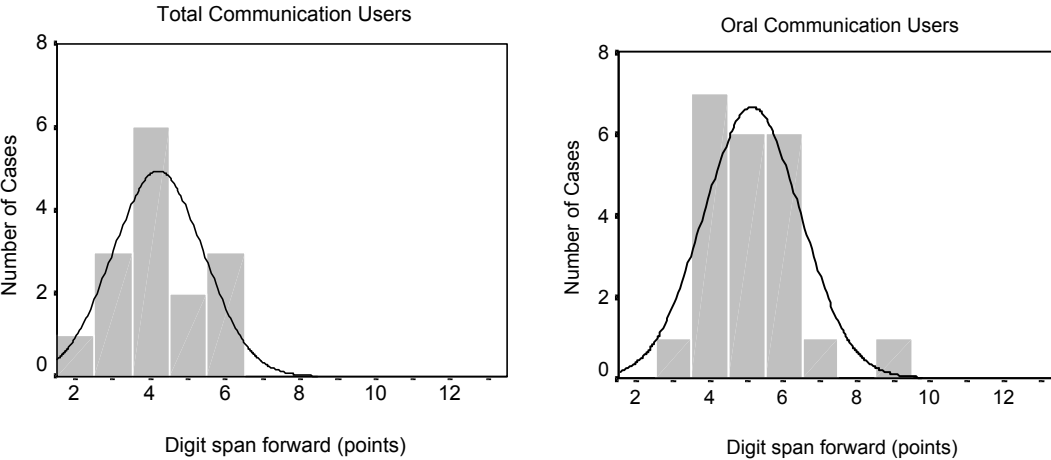 Total Communication Users
8
6
4
2
0
Number of Cases
2 4 6 8 10 12
Digit span forward (points)
Oral Communication Users
8
6
4
2
0
Number of Cases
2 4 6 8 10 12
Digit span forward (points)